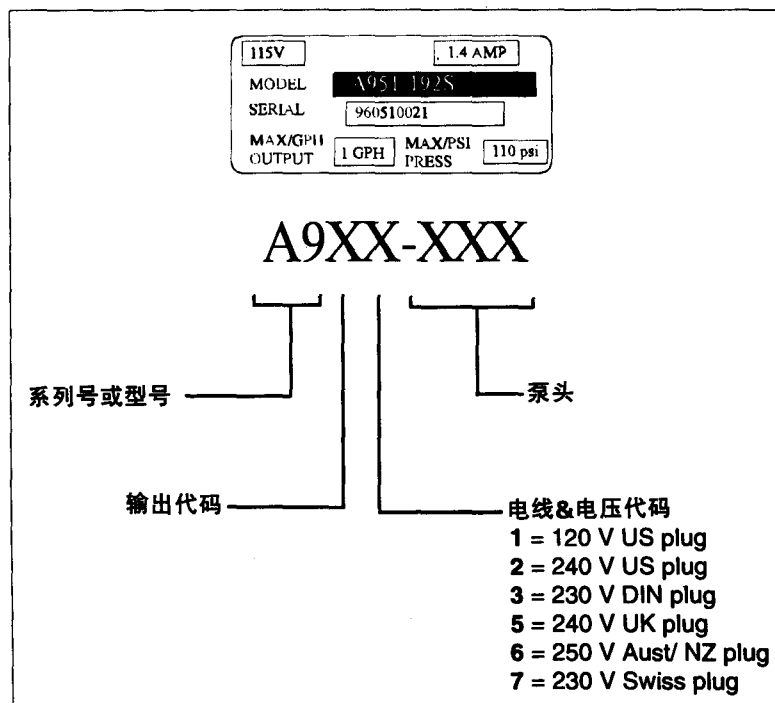 115V 1.4 AMP
MODEL A951-192S
SERIAL 960510021
MAX/GPH OUTPUT 1 GPH MAX/PSI PRESS 110 psi
A9XX-XXX
系列号或型号
泵头
输出代码
电线&电压代码
1 = 120 V US plug
2 = 240 V US plug
3 = 230 V DIN plug
5 = 240 V UK plug
6 = 250 V Aust/ NZ plug
7 = 230 V Swiss plug